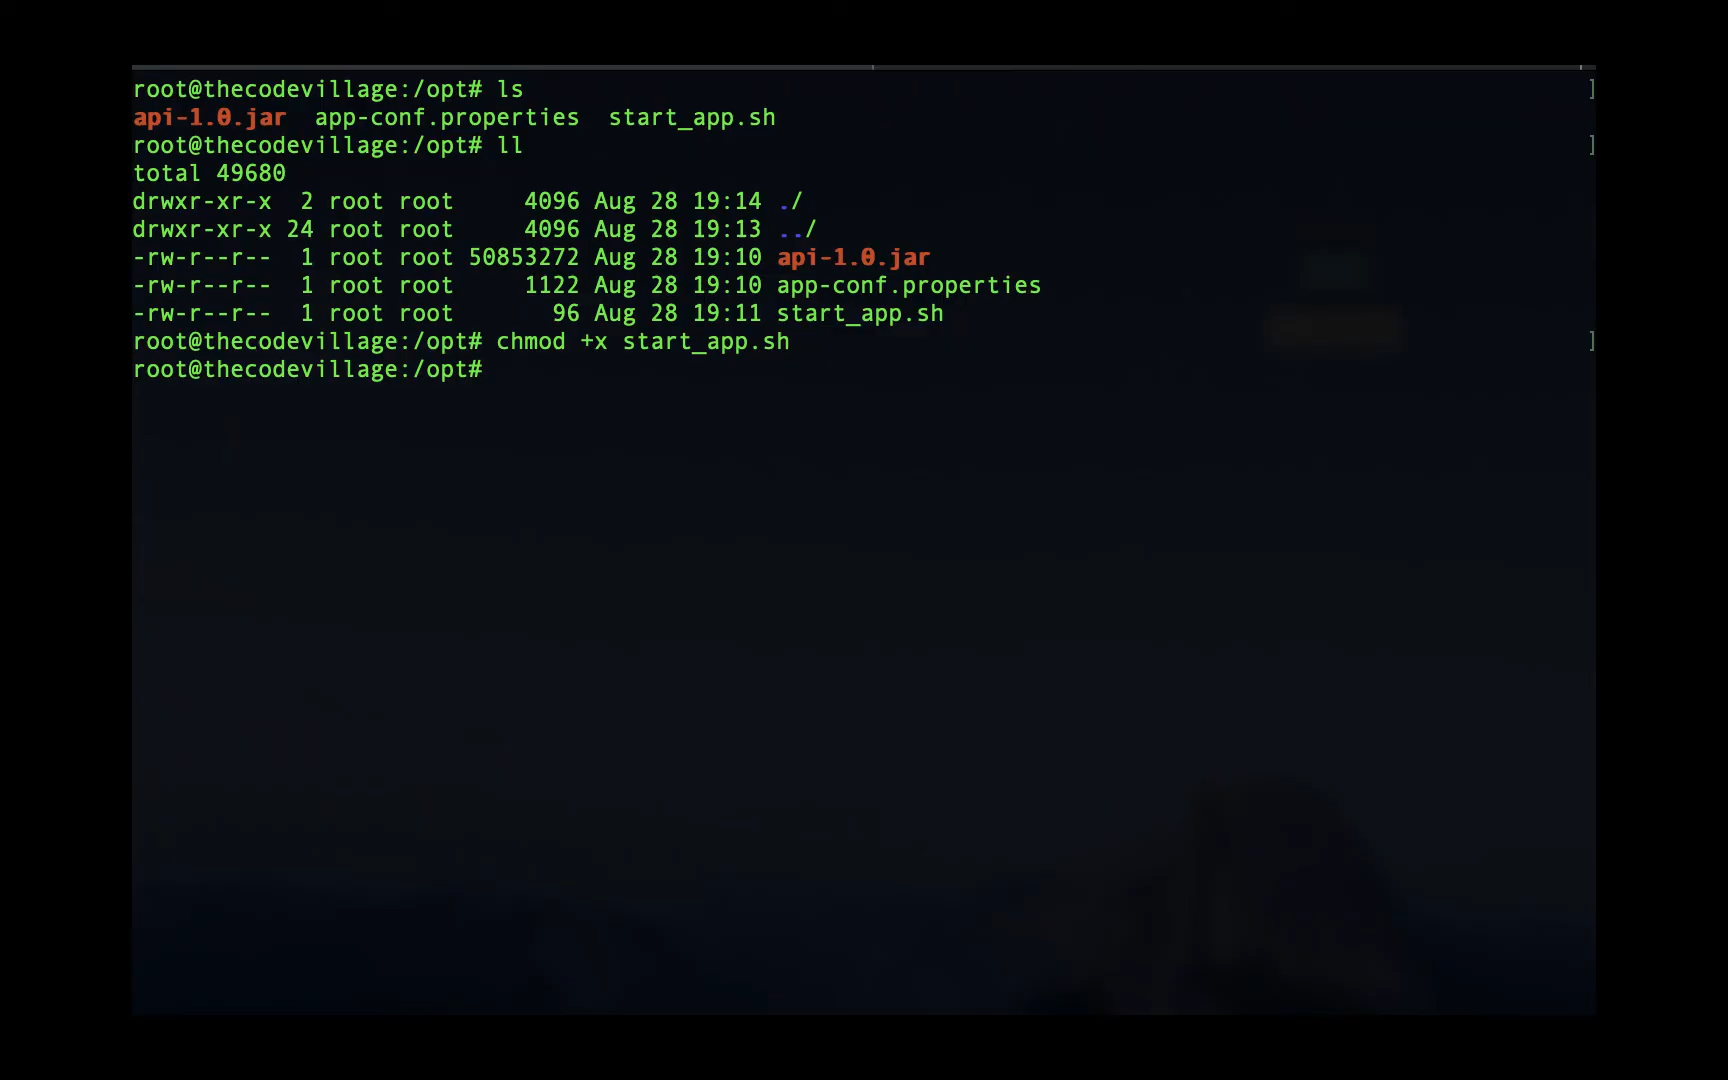 root@thecodevillage:/opt# ls ]
api-1.0.jar  app-conf.properties  start_app.sh
root@thecodevillage:/opt# ll ]
total 49680
drwxr-xr-x  2 root root     4096 Aug 28 19:14 ./
drwxr-xr-x 24 root root     4096 Aug 28 19:13 ../
-rw-r--r--  1 root root 50853272 Aug 28 19:10 api-1.0.jar
-rw-r--r--  1 root root     1122 Aug 28 19:10 app-conf.properties
-rw-r--r--  1 root root       96 Aug 28 19:11 start_app.sh
root@thecodevillage:/opt# chmod +x start_app.sh ]
root@thecodevillage:/opt#